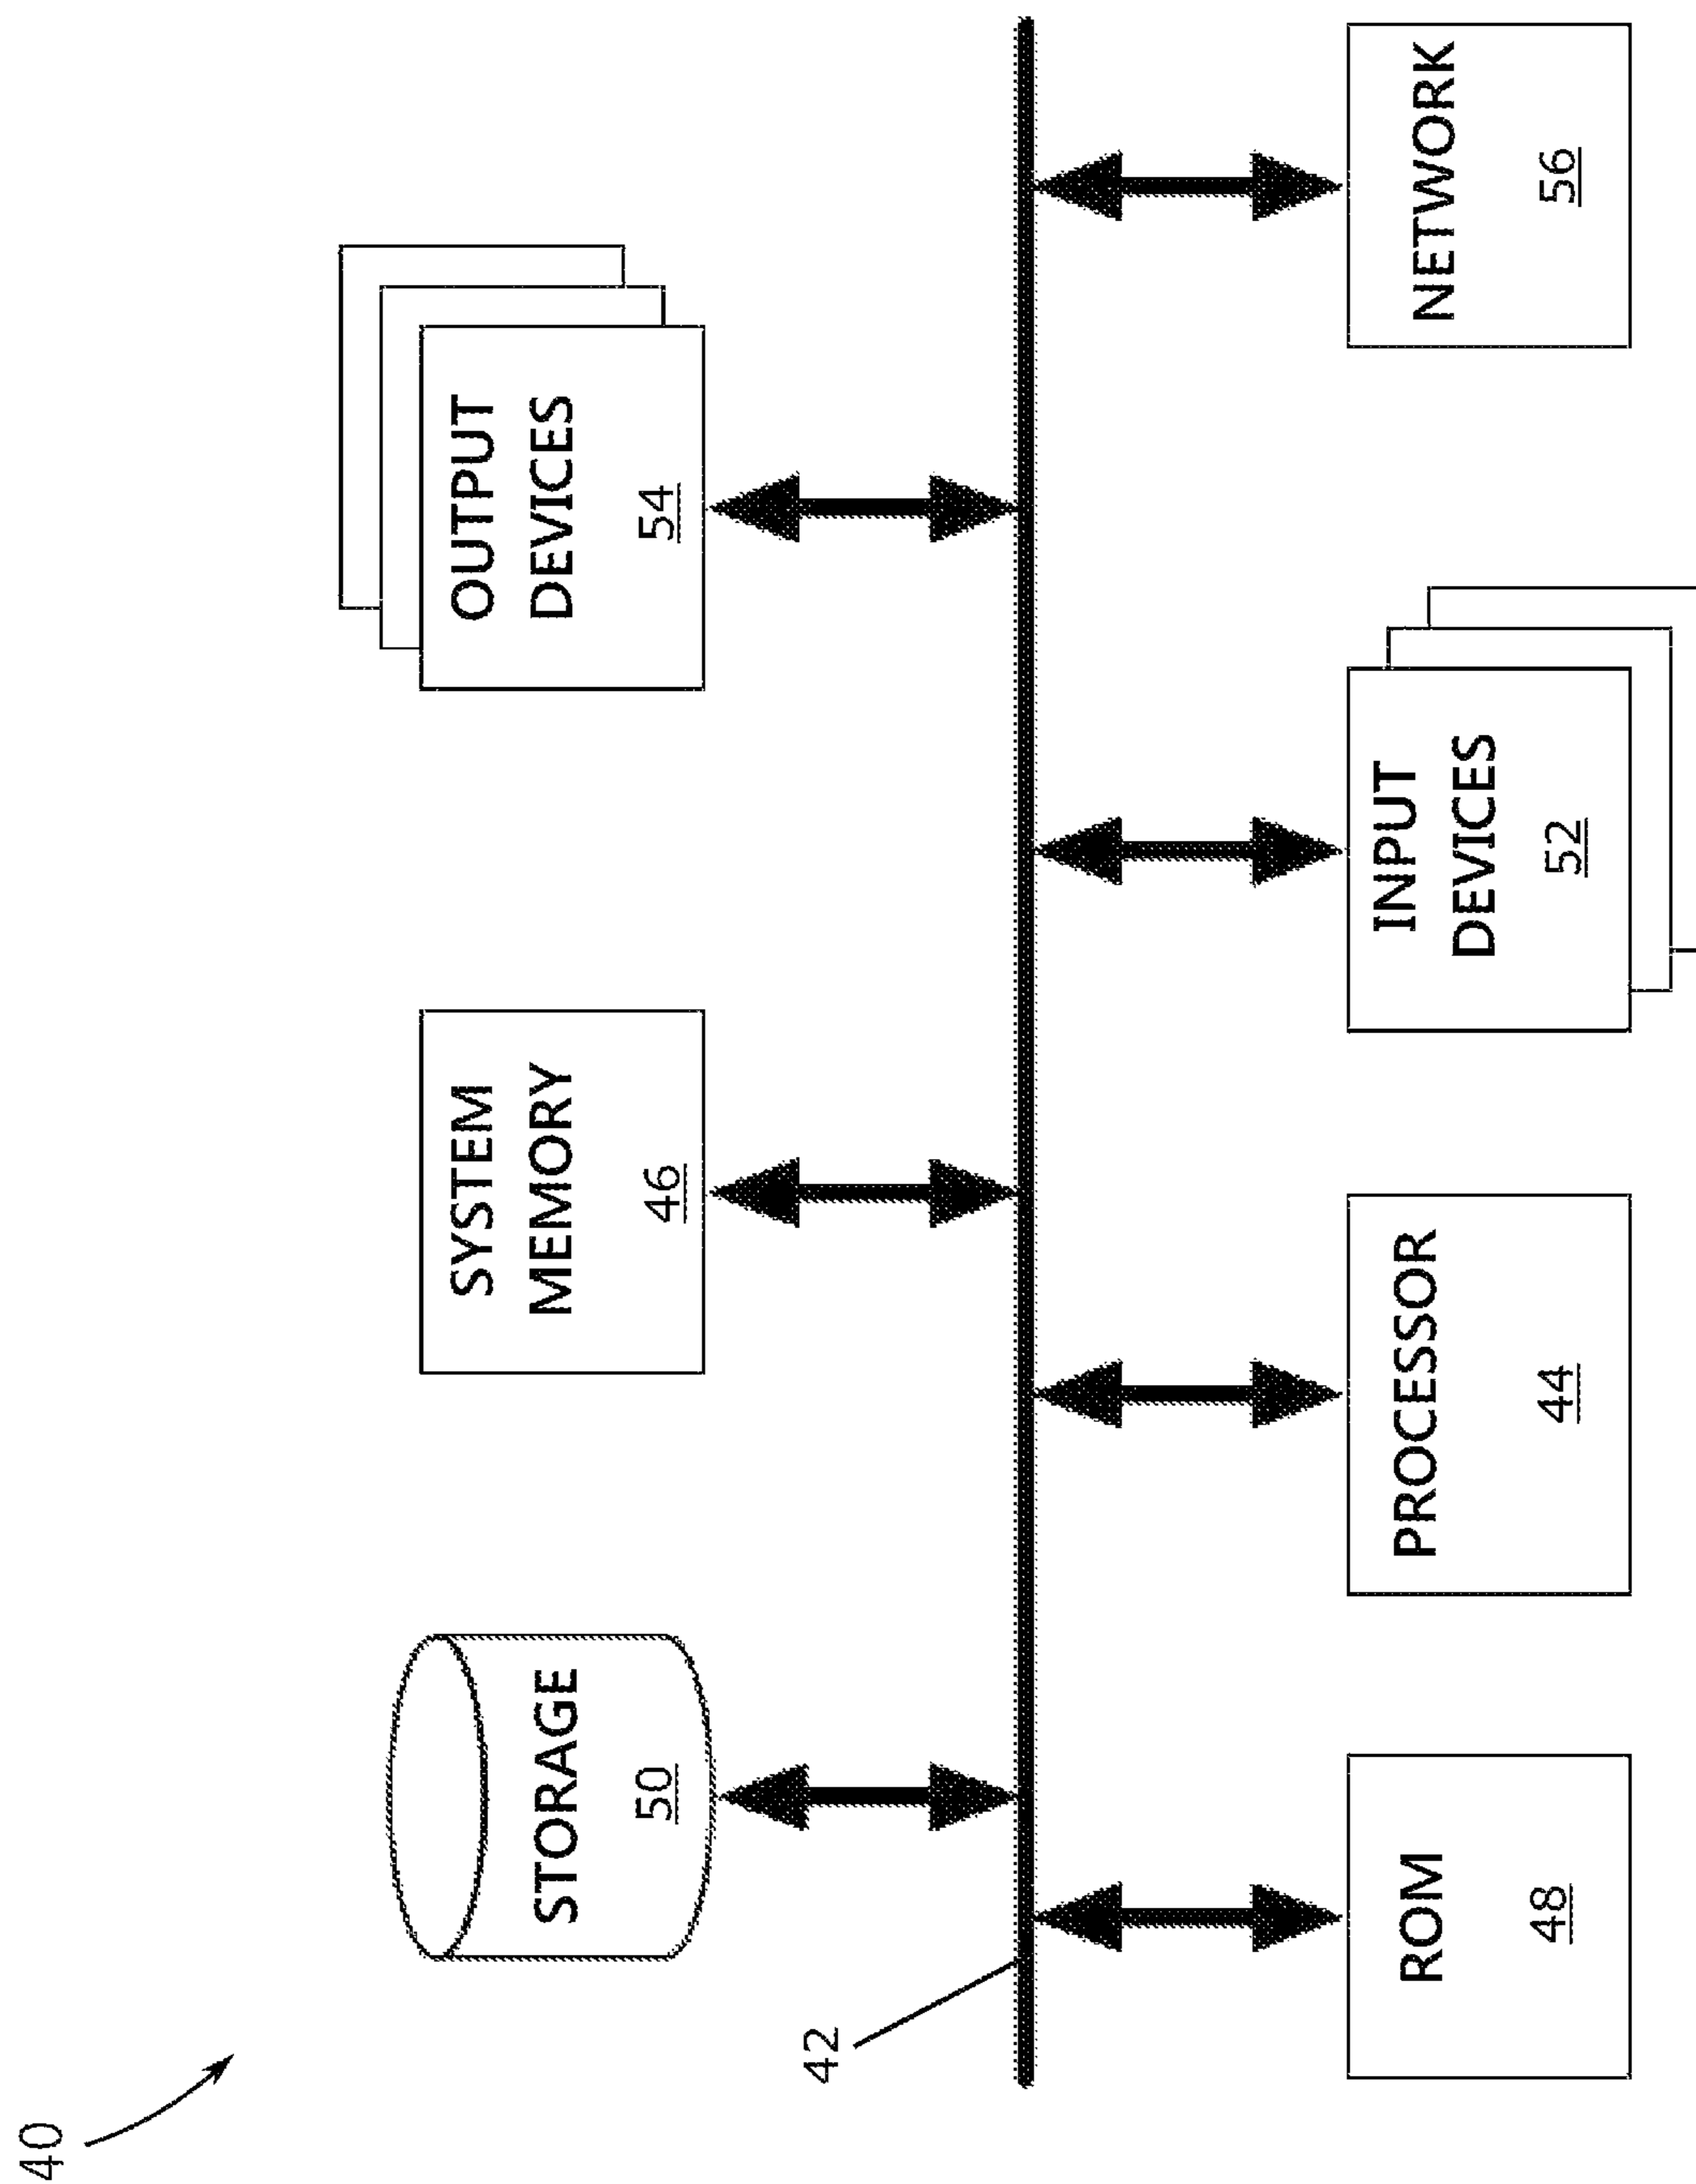 40
STORAGE
50
SYSTEM
MEMORY
46
OUTPUT
DEVICES
54
42
ROM
48
PROCESSOR
44
INPUT
DEVICES
52
NETWORK
56